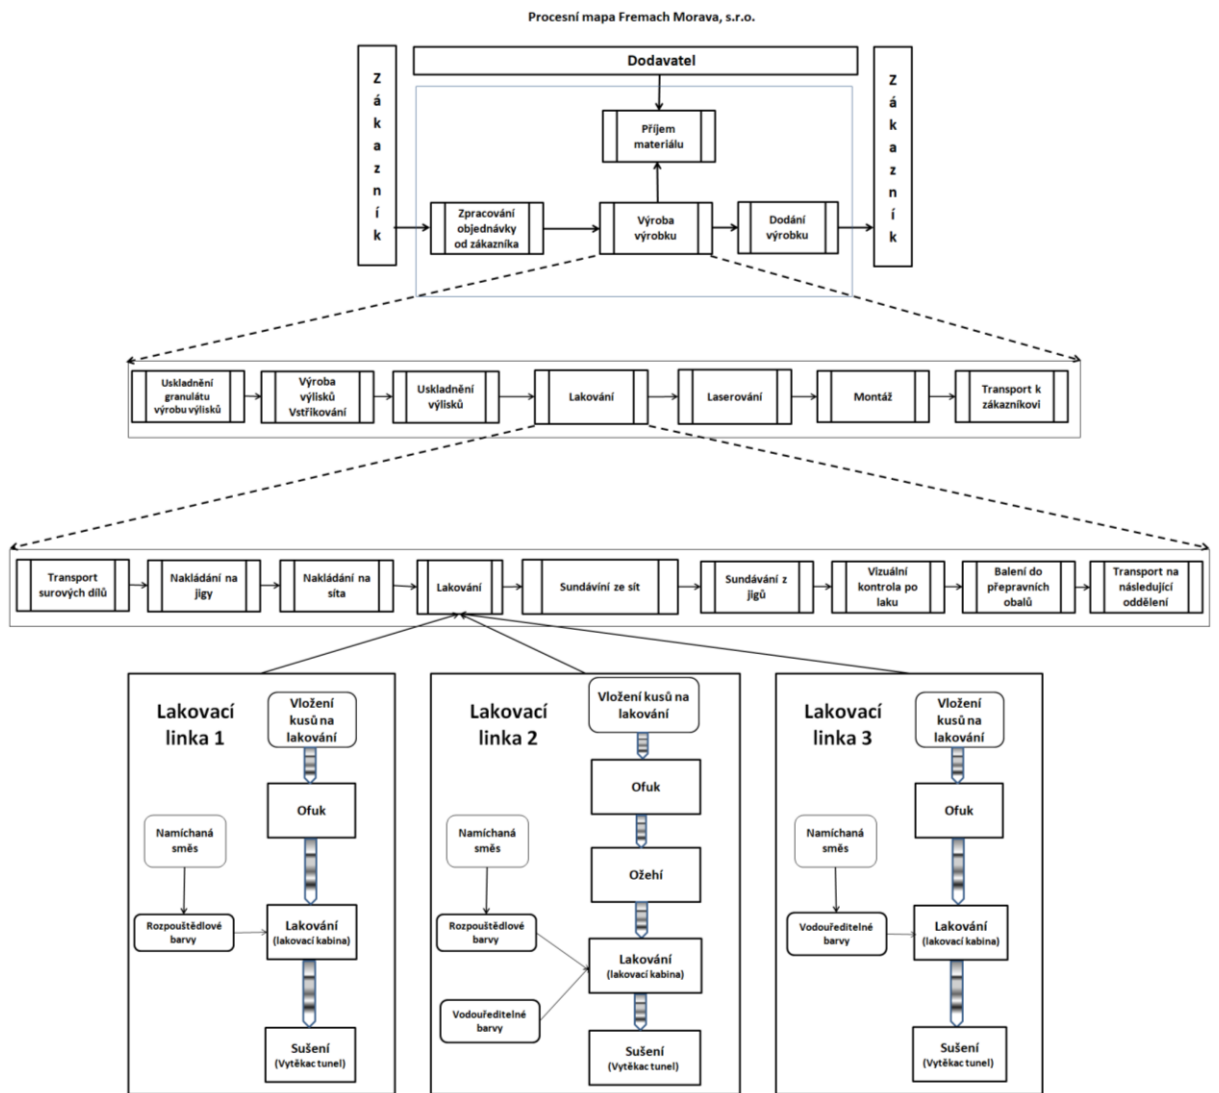 Procesní mapa Fremach Morava, s.r.o.
Zákazník
Dodavatel
Zákazník
Příjem
materiálu
Zpracování
objednávky
od zákazníka
Výroba
výrobku
Dodání
výrobku
Uskladnění
granulátu
výrobu výlisků
Výroba
výlisků
Vstřikování
Uskladnění
výlisků
Lakování
Laserování
Montáž
Transport k
zákazníkovi
Transport
surových dílů
Nakládání na
jigy
Nakládání na
síta
Lakování
Sundávíní ze sít
Sundávání z
jigů
Vizuální
kontrola po
laku
Balení do
přepravních
obalů
Transport na
následující
oddělení
Lakovací
linka 1
Vložení
kusů na
lakování
Ofuk
Namíchaná
směs
Rozpouštědlové
barvy
Lakování
(lakovací kabina)
Sušení
(Vytěkac tunel)
Lakovací
linka 2
Vložení kusů na
lakování
Ofuk
Ožehí
Namíchaná
směs
Rozpouštědlové
barvy
Lakování
(lakovací kabina)
Vodouředitelné
barvy
Sušení
(Vytěkac tunel)
Lakovací
linka 3
Vložení
kusů na
lakování
Ofuk
Namíchaná
směs
Vodouředitelné
barvy
Lakování
(lakovací kabina)
Sušení
(Vytěkac tunel)